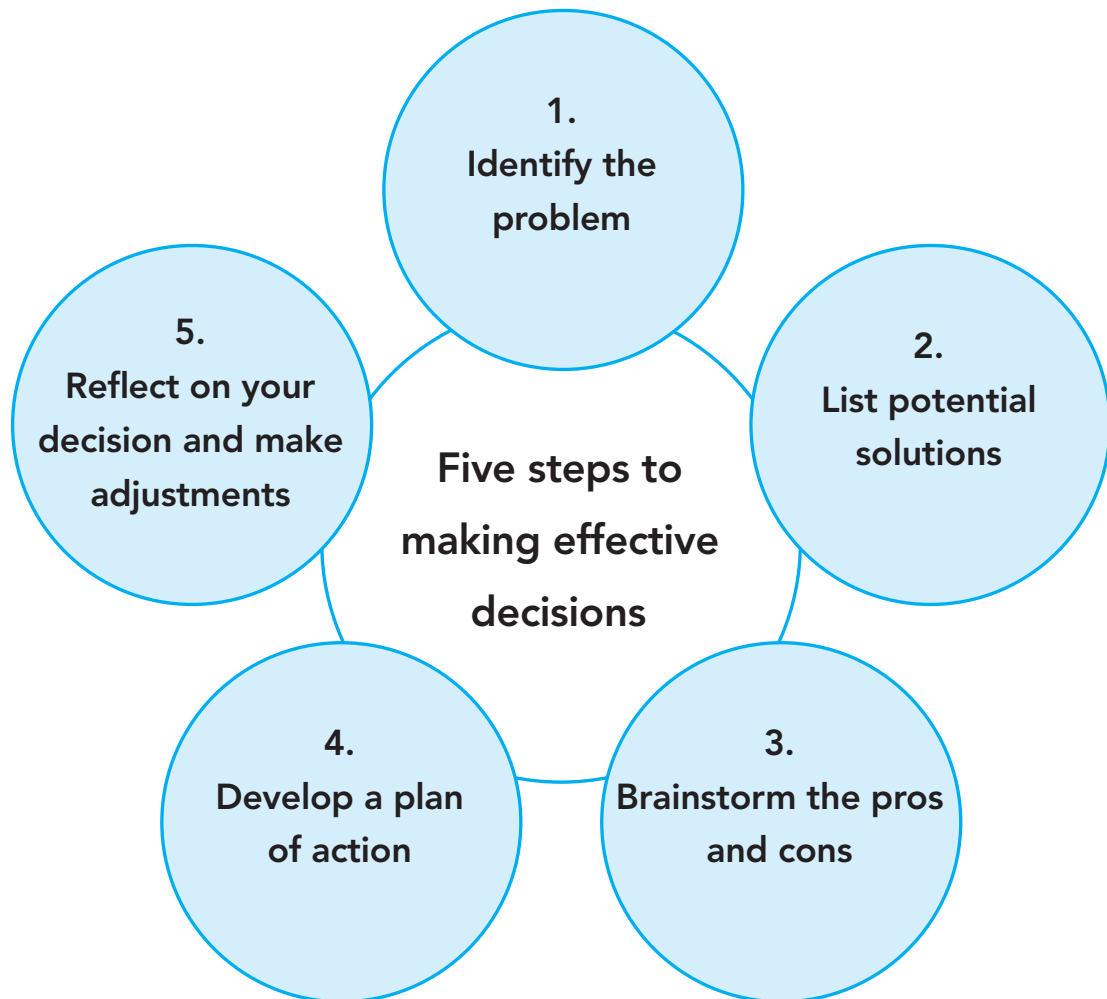 1.
Identify the
problem
2.
List potential
solutions
3.
Brainstorm the pros
and cons
4.
Develop a plan
of action
5.
Reflect on your
decision and make
adjustments
Five steps to
making effective
decisions